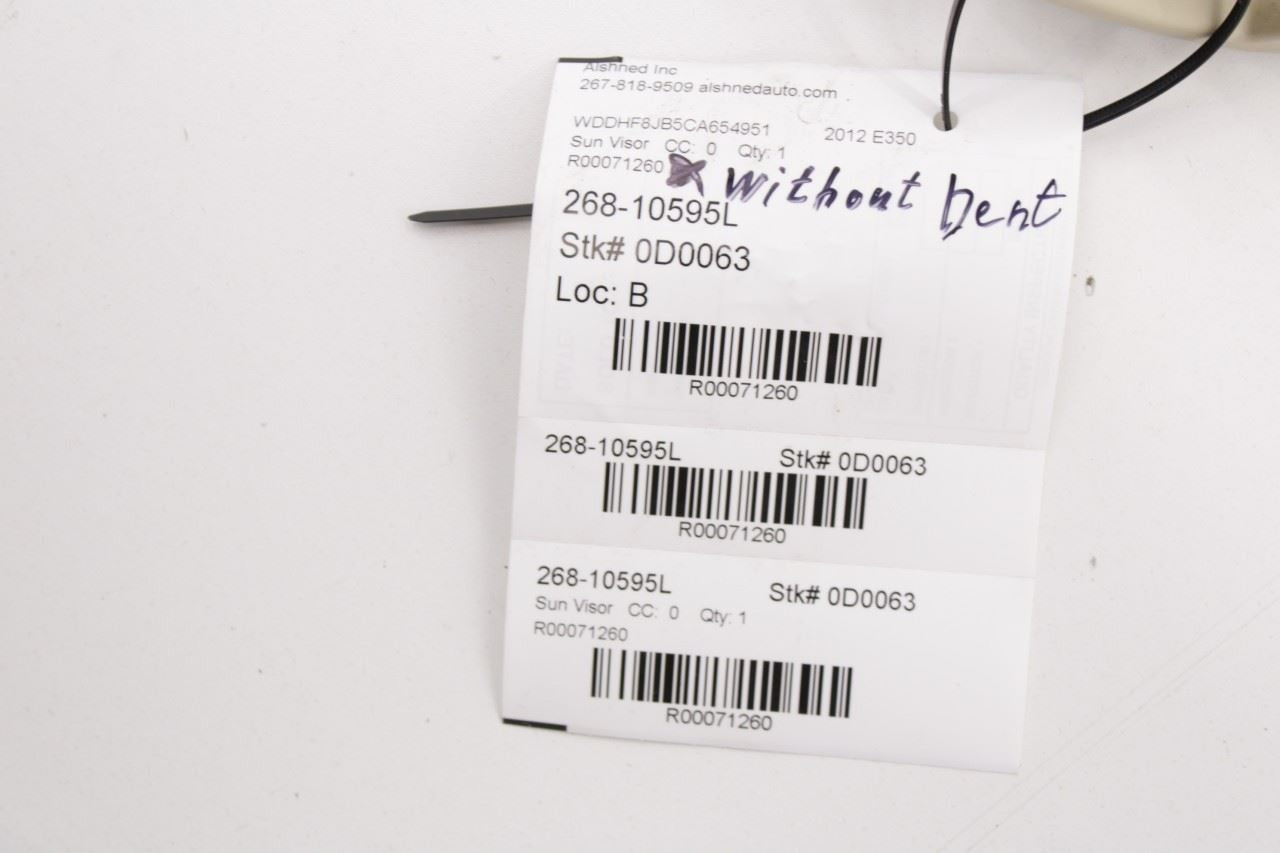 Alshned Inc
267-818-9509 alshnedauto.com
WDDHF8JB5CA654951 2012 E350
Sun Visor CC: 0 Qty: 1
R00071260
without Dent
268-10595L
Stk# 0D0063
Loc: B
R00071260
268-10595L Stk# 0D0063
R00071260
268-10595L Stk# 0D0063
Sun Visor CC: 0 Qty: 1
R00071260
R00071260